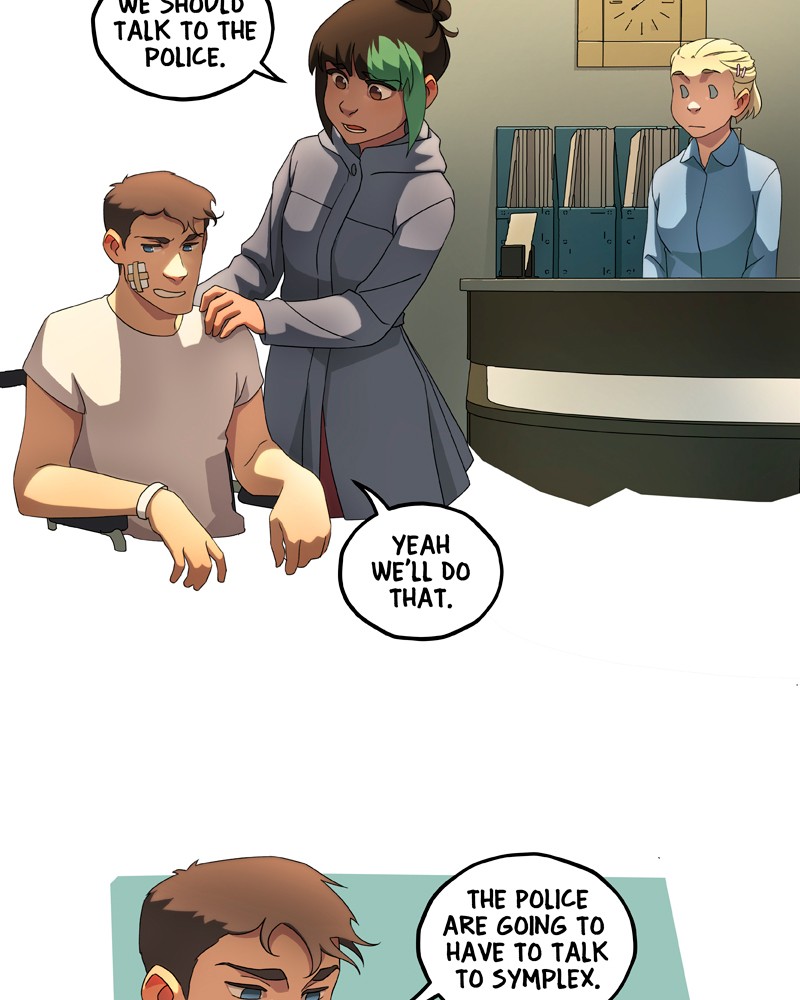 WE SHOULD
TALK TO THE
POLICE.
YEAH
WE'LL DO
THAT.
THE POLICE
ARE GOING TO
HAVE TO TALK
TO SYMPLEX.